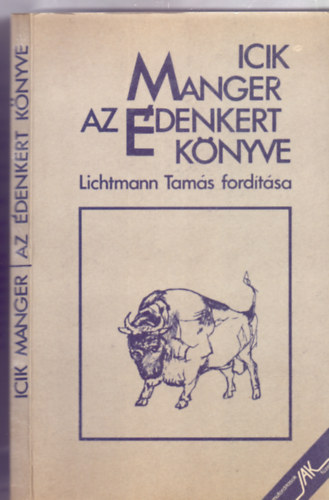 ICIK
MANGER
AZ ÉDENKERT
KÖNYVE
Lichtmann Tamás fordítása
ICIK MANGER | AZ ÉDENKERT KÖNYVE
JAK